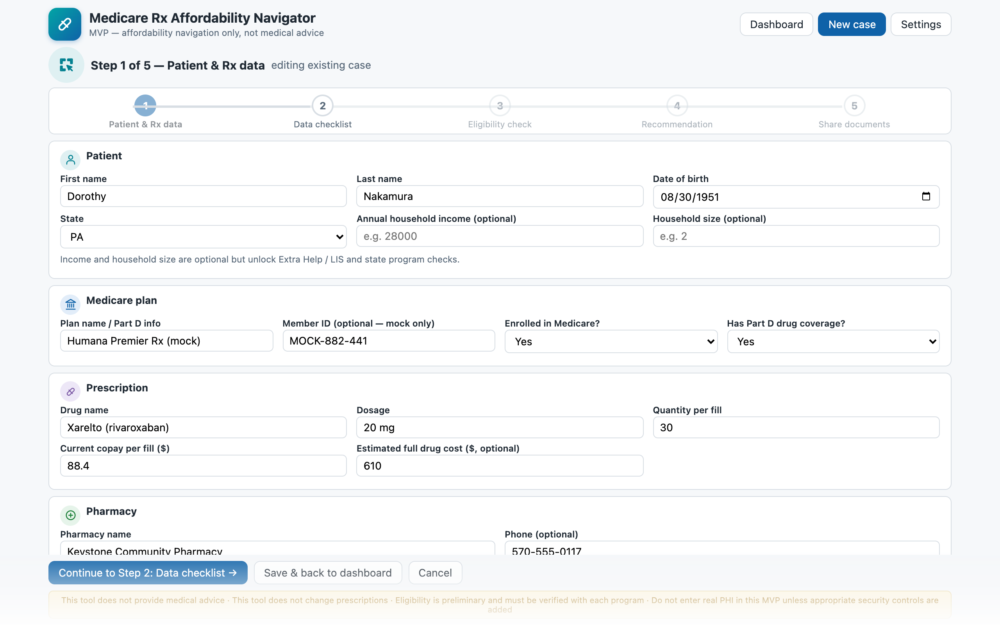 Medicare Rx Affordability Navigator
MVP — affordability navigation only, not medical advice
Dashboard
New case
Settings
Step 1 of 5 — Patient & Rx data editing existing case
1
2
3
4
5
Patient & Rx data
Data checklist
Eligibility check
Recommendation
Share documents
Patient
First name
Last name
Date of birth
Dorothy
Nakamura
08/30/1951
State
Annual household income (optional)
Household size (optional)
PA
e.g. 28000
e.g. 2
Income and household size are optional but unlock Extra Help / LIS and state program checks.
Medicare plan
Plan name / Part D info
Member ID (optional — mock only)
Enrolled in Medicare?
Has Part D drug coverage?
Humana Premier Rx (mock)
MOCK-882-441
Yes
Yes
Prescription
Drug name
Dosage
Quantity per fill
Xarelto (rivaroxaban)
20 mg
30
Current copay per fill ($)
Estimated full drug cost ($, optional)
88.4
610
Pharmacy
Pharmacy name
Phone (optional)
Keystone Community Pharmacy
570-555-0117
Continue to Step 2: Data checklist →
Save & back to dashboard
Cancel
This tool does not provide medical advice · This tool does not change prescriptions · Eligibility is preliminary and must be verified with each program · Do not enter real PHI in this MVP unless appropriate security controls are
added